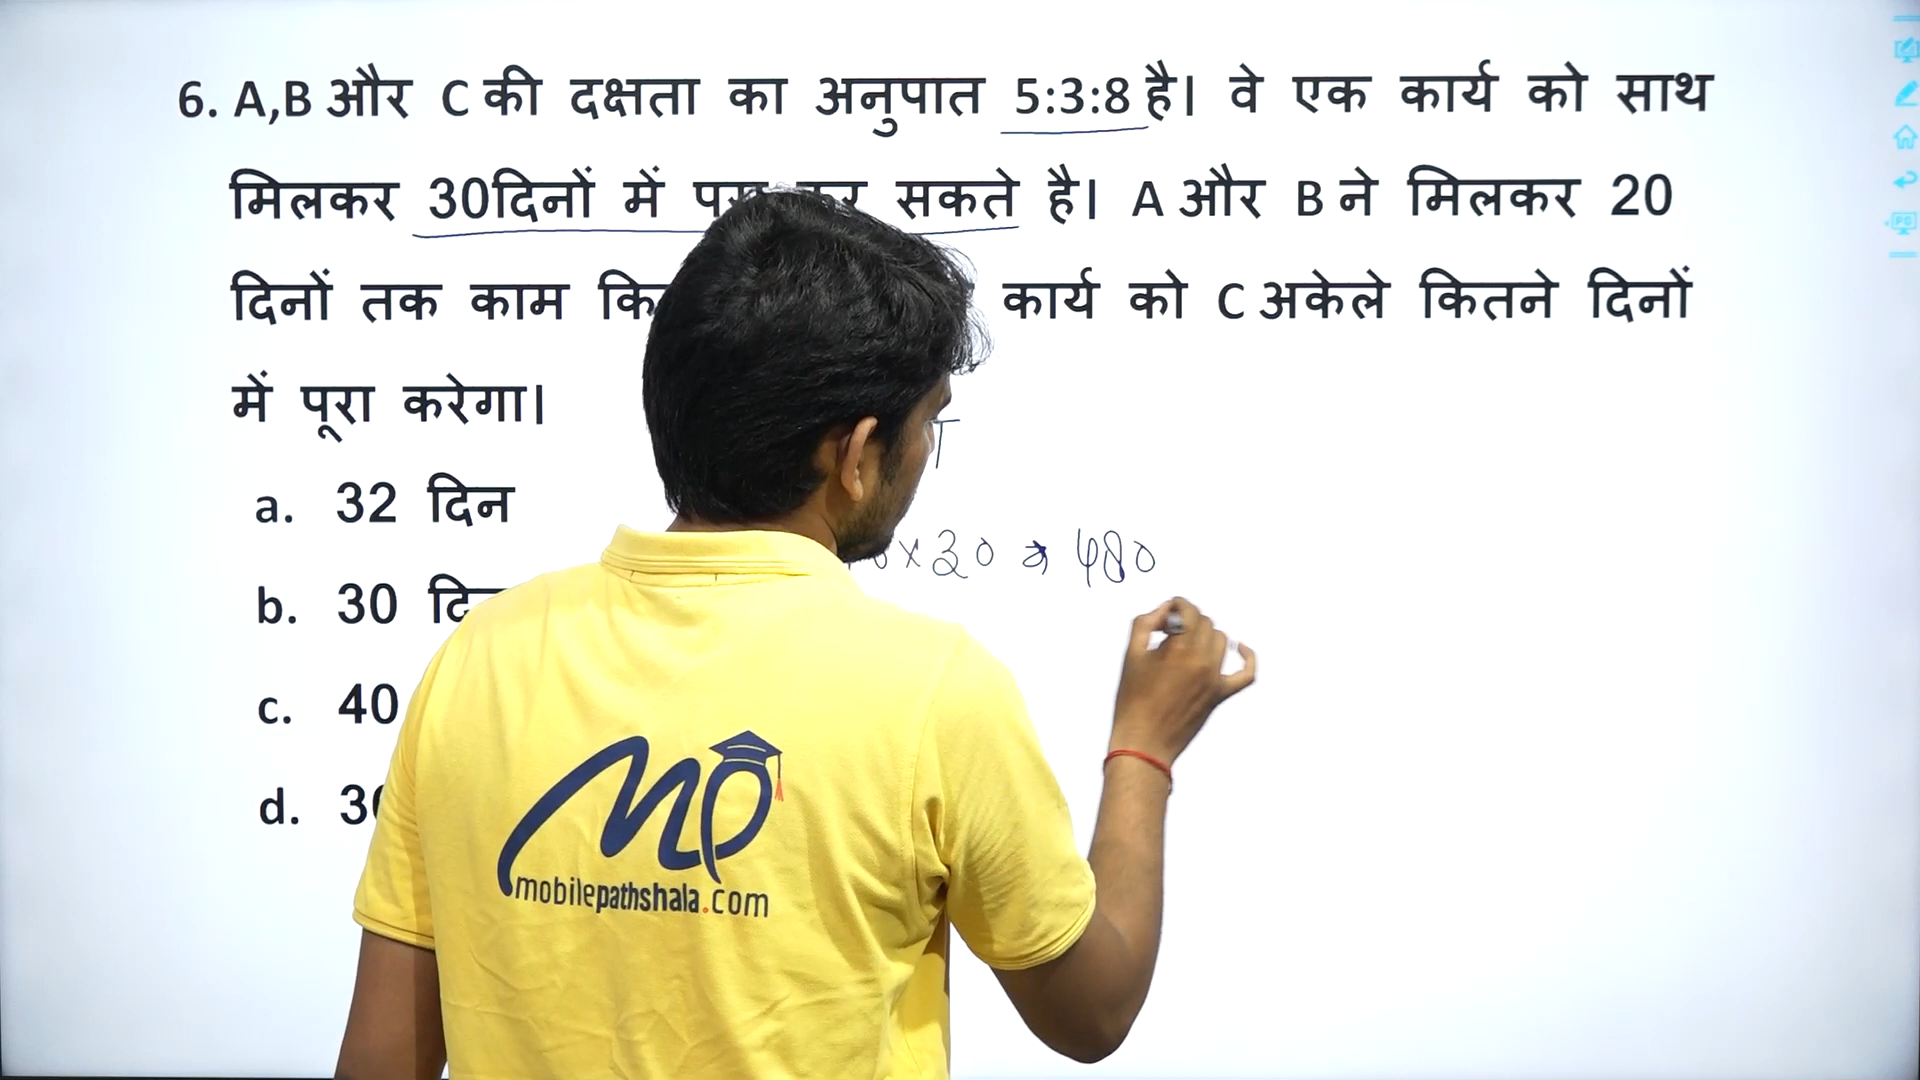 6. A,B और C की दक्षता का अनुपात 5:3:8 है। वे एक कार्य को साथ
मिलकर 30दिनों में सकते है। A और B ने मिलकर 20
दिनों तक काम कार्य को C अकेले कितने दिनों
में पूरा करेगा।
T
a. 32 दिन
×30 → 480
b. 30
c. 40
d.
MP
mobilepathshala.com